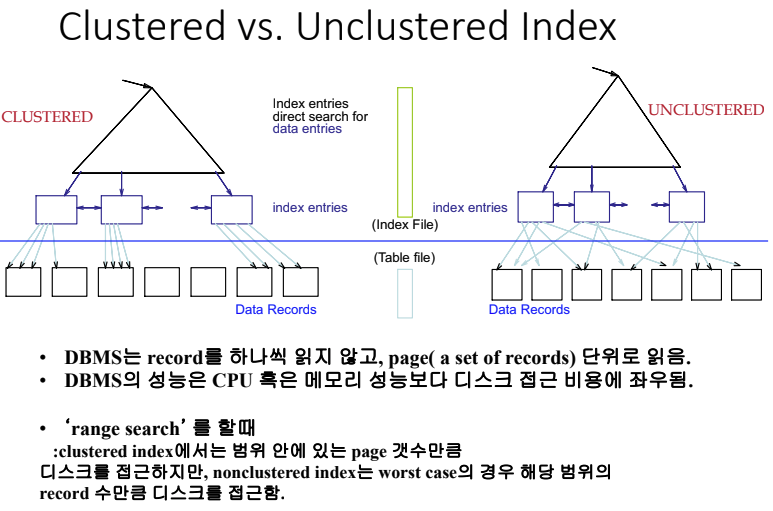 Clustered vs. Unclustered Index
CLUSTERED
Index entries
direct search for
data entries
UNCLUSTERED
index entries
index entries
(Index File)
(Table file)
Data Records
Data Records
• DBMS는 record를 하나씩 읽지 않고, page( a set of records) 단위로 읽음.
• DBMS의 성능은 CPU 혹은 메모리 성능보다 디스크 접근 비용에 좌우됨.
• ‘range search’ 를 할때
:clustered index에서는 범위 안에 있는 page 갯수만큼
디스크를 접근하지만, nonclustered index는 worst case의 경우 해당 범위의
record 수만큼 디스크를 접근함.